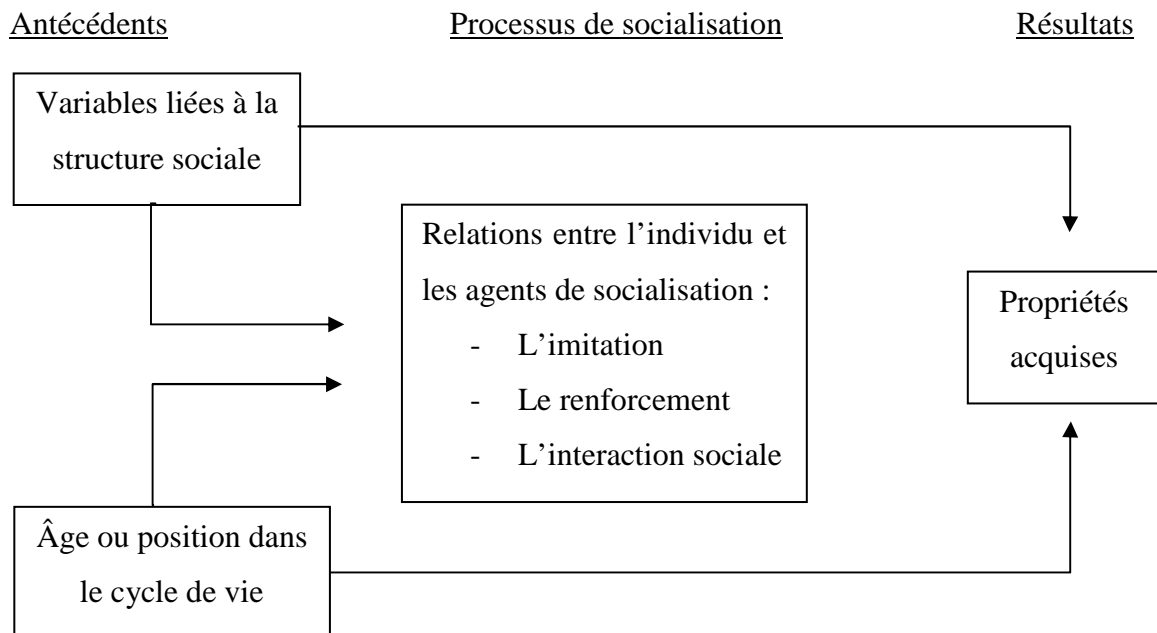 Antécédents Processus de socialisation Résultats
Variables liées à la
structure sociale
Relations entre l’individu et
les agents de socialisation :
- L’imitation
- Le renforcement
- L’interaction sociale
Propriétés
acquises
Âge ou position dans
le cycle de vie